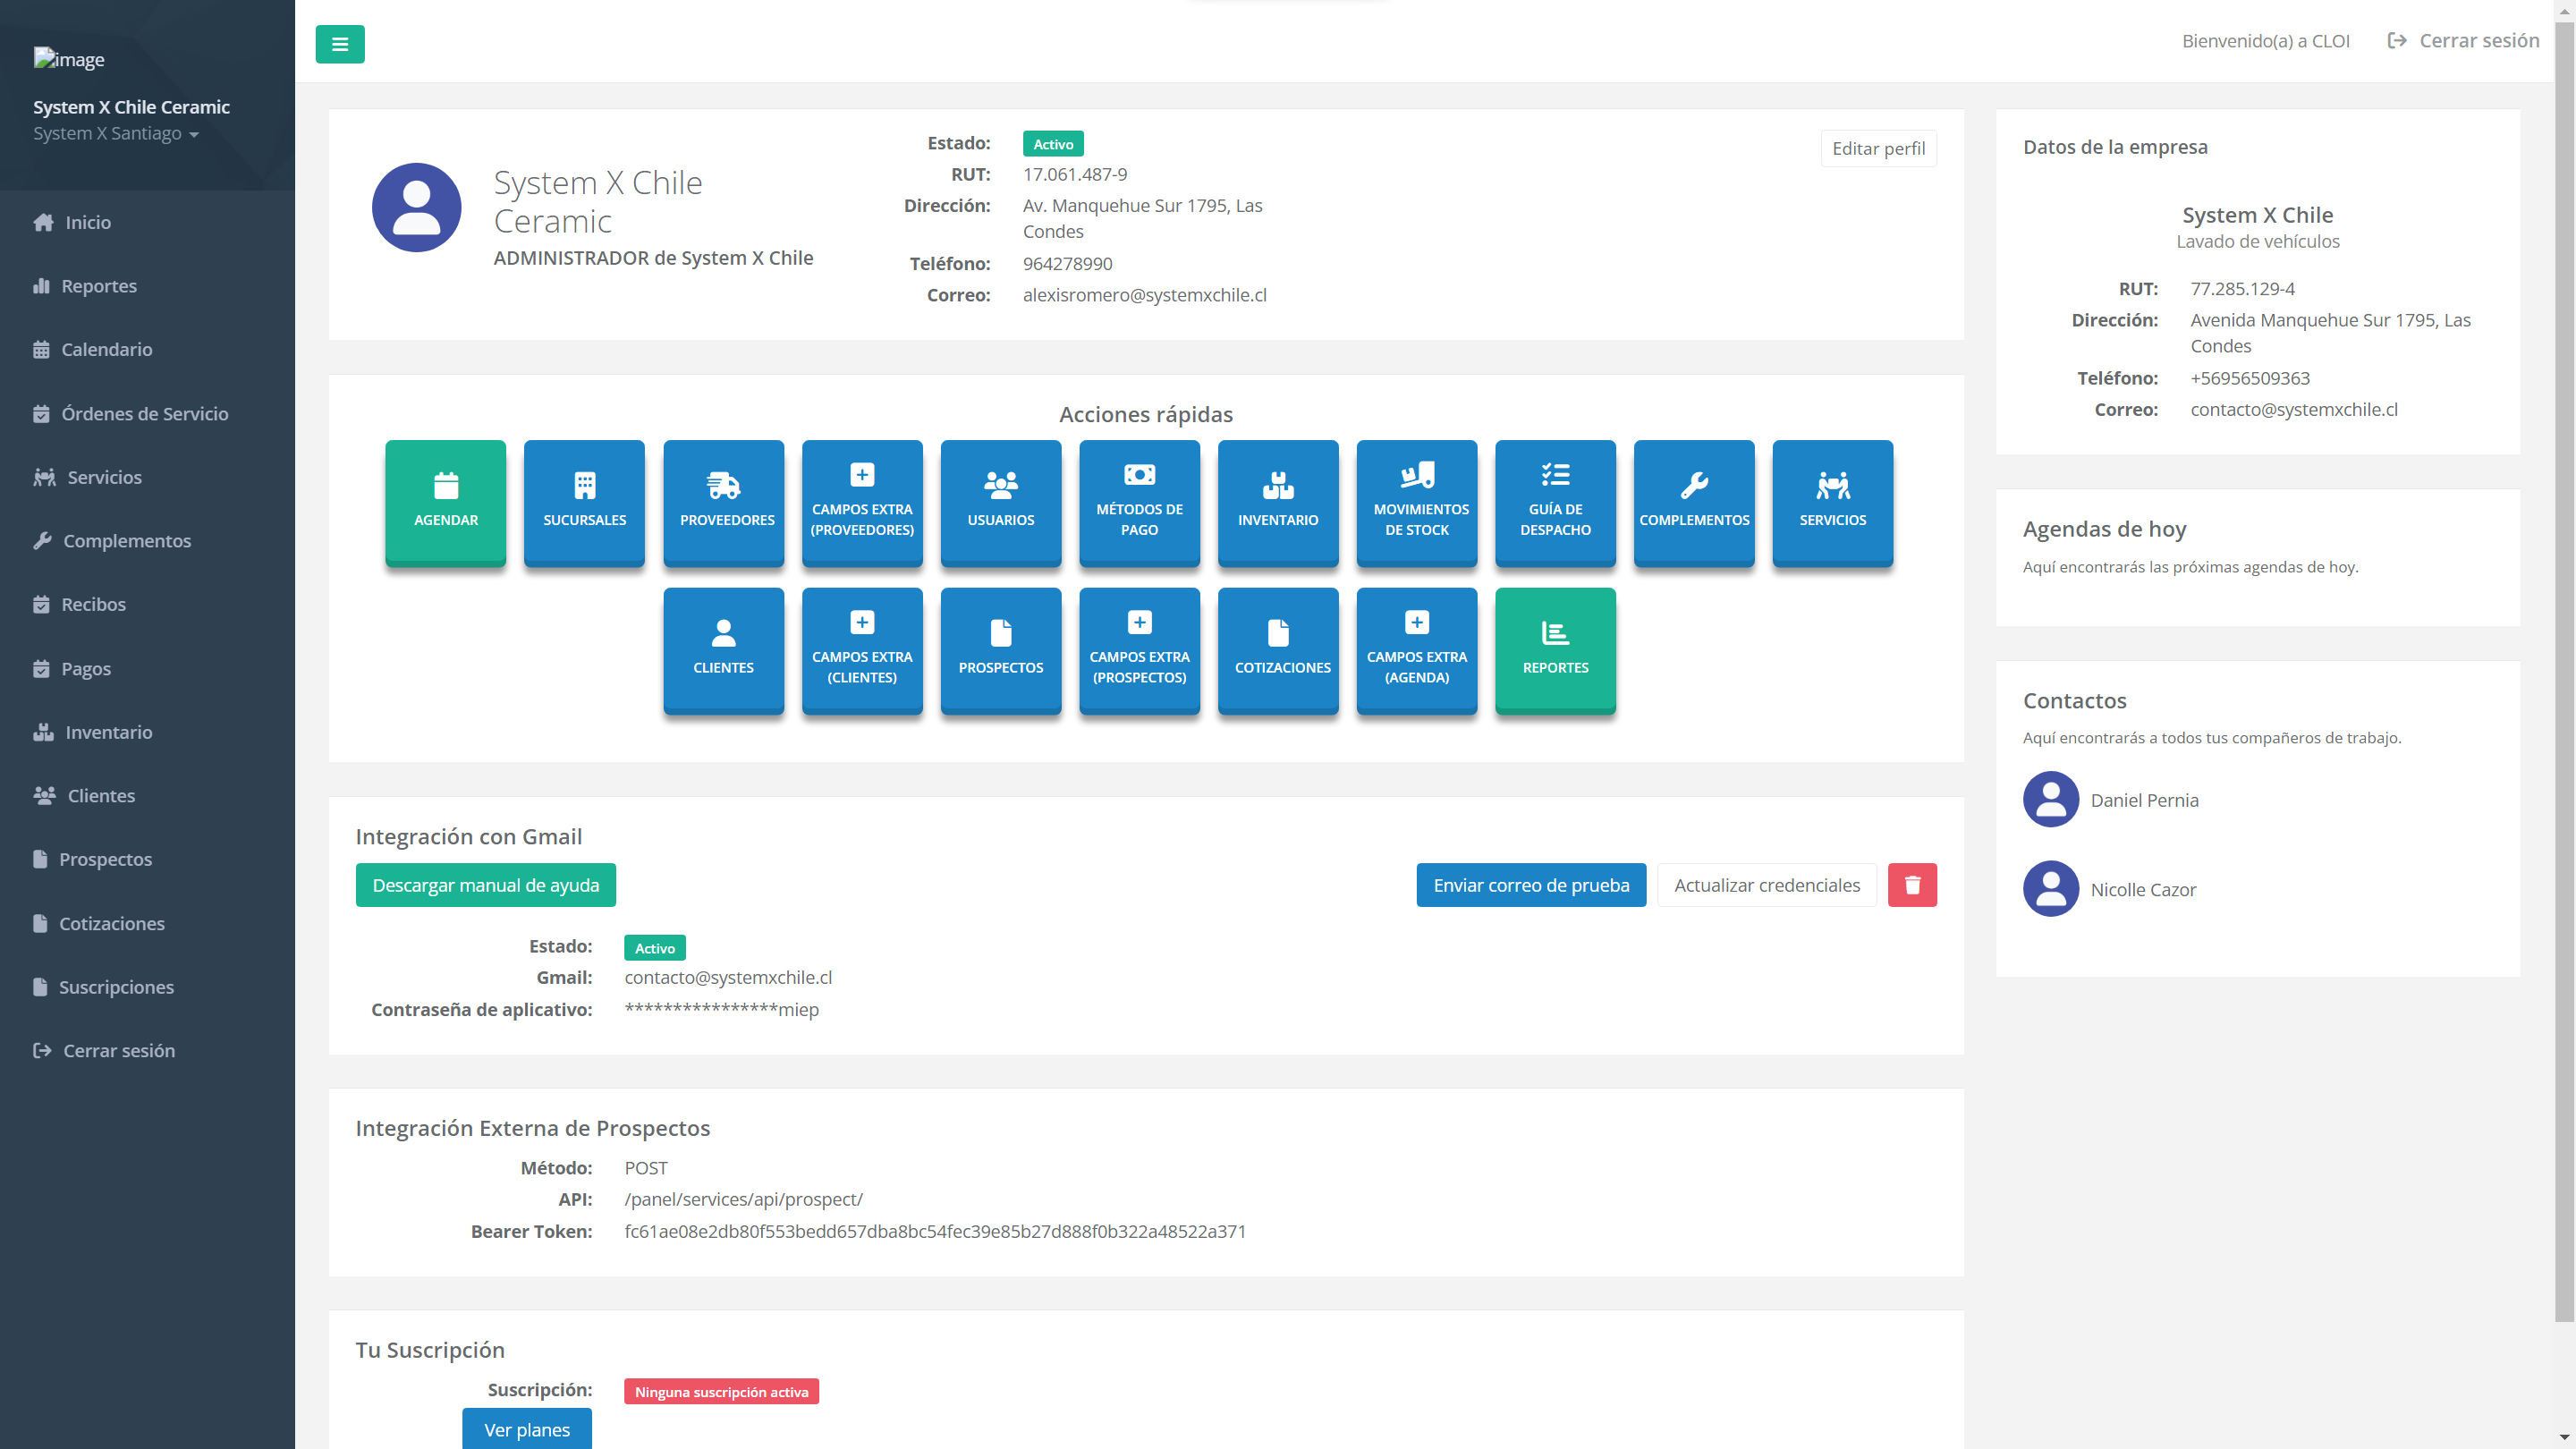 image
System X Chile Ceramic
System X Santiago
Inicio
Reportes
Calendario
Órdenes de Servicio
Servicios
Complementos
Recibos
Pagos
Inventario
Clientes
Prospectos
Cotizaciones
Suscripciones
Cerrar sesión
Bienvenido(a) a CLOI
Cerrar sesión
System X Chile
Ceramic
ADMINISTRADOR de System X Chile
Estado: Activo
RUT: 17.061.487-9
Dirección: Av. Manquehue Sur 1795, Las
Condes
Teléfono: 964278990
Correo: alexisromero@systemxchile.cl
Editar perfil
Acciones rápidas
AGENDAR
SUCURSALES
PROVEEDORES
CAMPOS EXTRA
(PROVEEDORES)
USUARIOS
MÉTODOS DE
PAGO
INVENTARIO
MOVIMIENTOS
DE STOCK
GUÍA DE
DESPACHO
COMPLEMENTOS
SERVICIOS
CLIENTES
CAMPOS EXTRA
(CLIENTES)
PROSPECTOS
CAMPOS EXTRA
(PROSPECTOS)
COTIZACIONES
CAMPOS EXTRA
(AGENDA)
REPORTES
Integración con Gmail
Descargar manual de ayuda
Enviar correo de prueba
Actualizar credenciales
Estado: Activo
Gmail: contacto@systemxchile.cl
Contraseña de aplicativo: ****************miep
Integración Externa de Prospectos
Método: POST
API: /panel/services/api/prospect/
Bearer Token: fc61ae08e2db80f553bedd657dba8bc54fec39e85b27d888f0b322a48522a371
Tu Suscripción
Suscripción: Ninguna suscripción activa
Ver planes
Datos de la empresa
System X Chile
Lavado de vehículos
RUT: 77.285.129-4
Dirección: Avenida Manquehue Sur 1795, Las
Condes
Teléfono: +56956509363
Correo: contacto@systemxchile.cl
Agendas de hoy
Aquí encontrarás las próximas agendas de hoy.
Contactos
Aquí encontrarás a todos tus compañeros de trabajo.
Daniel Pernia
Nicolle Cazor